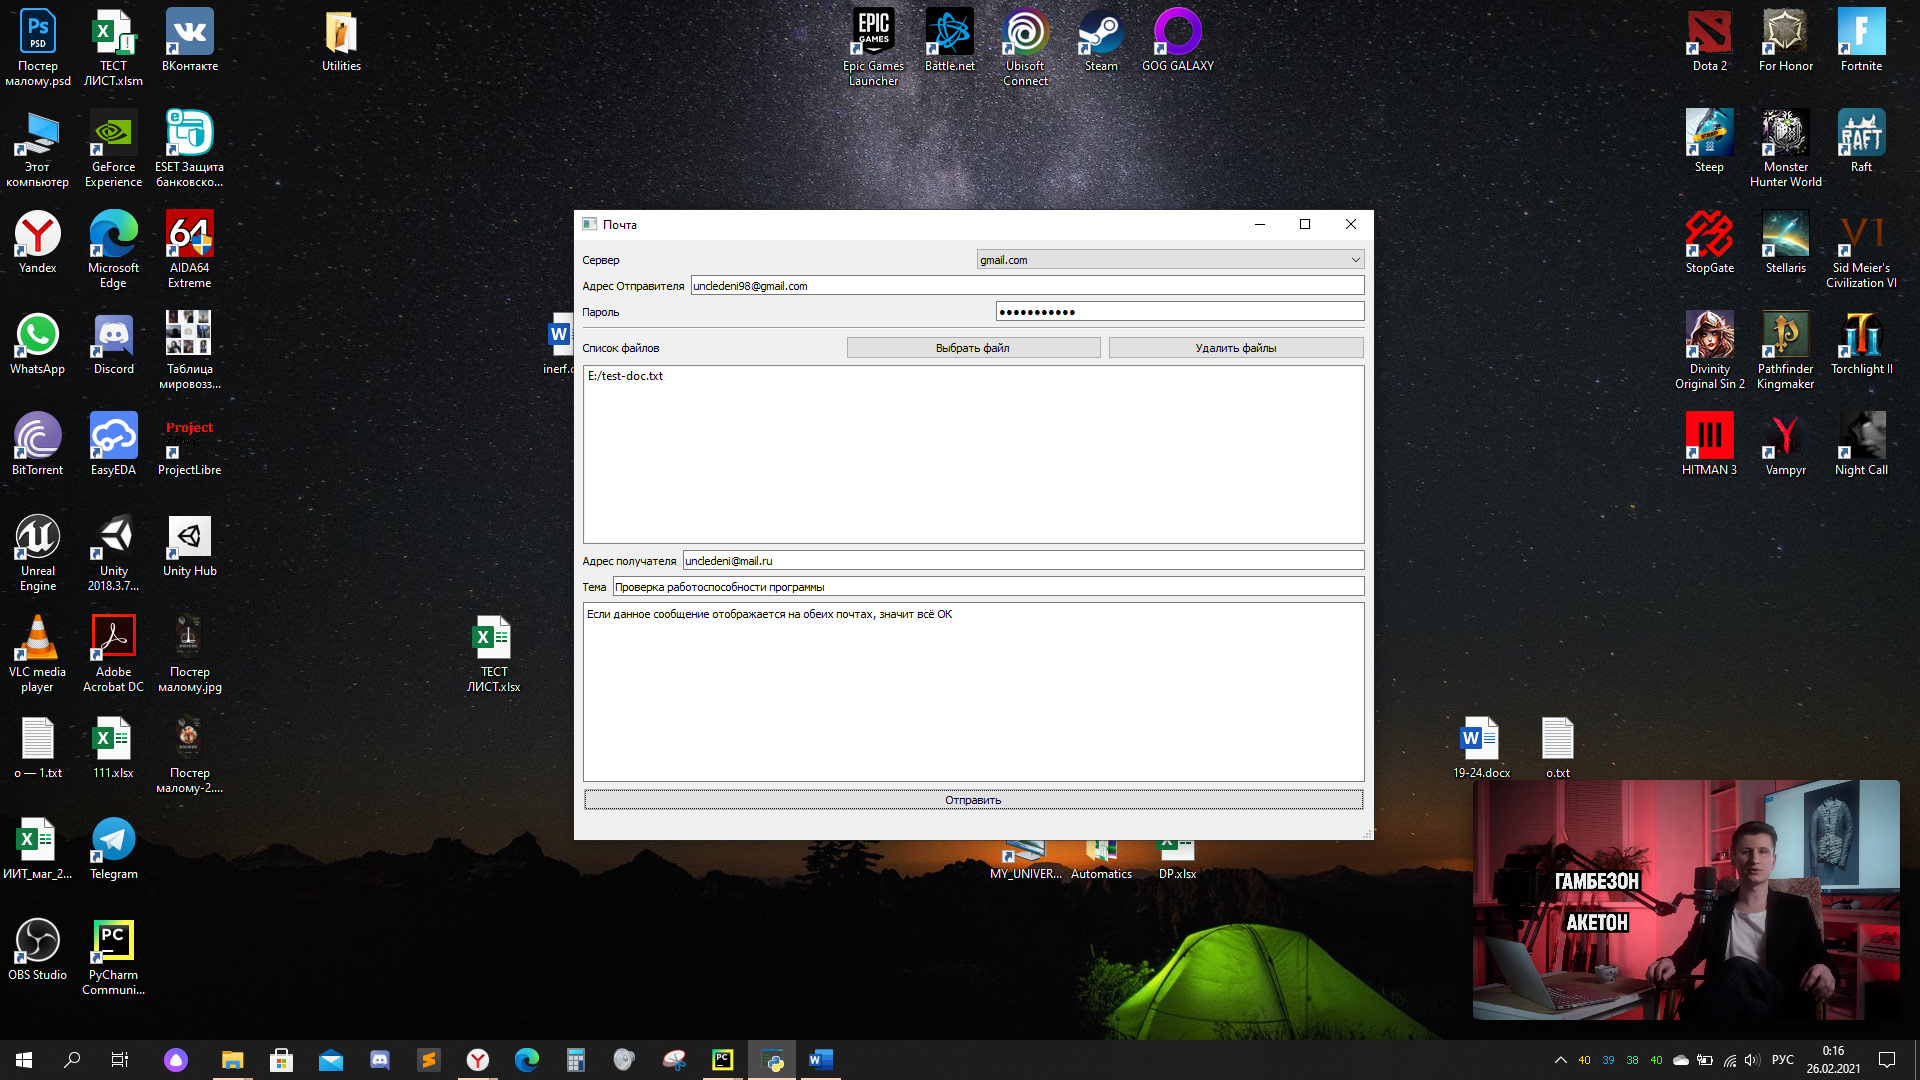 Постер
малому.psd
ТЕСТ
ЛИСТ.xlsm
ВКонтакте
Utilities
Epic Games
Launcher
Battle.net
Ubisoft
Connect
Steam
GOG GALAXY
Dota 2
For Honor
Fortnite
Этот
компьютер
GeForce
Experience
ESET Защита
банковско...
Steep
Monster
Hunter World
Raft
Yandex
Microsoft
Edge
AIDA64
Extreme
StopGate
Stellaris
Sid Meier's
Civilization VI
WhatsApp
Discord
Таблица
мировозз...
inerf.d
Divinity
Original Sin 2
Pathfinder
Kingmaker
Torchlight II
BitTorrent
EasyEDA
ProjectLibre
HITMAN 3
Vampyr
Night Call
Unreal
Engine
Unity
2018.3.7...
Unity Hub
VLC media
player
Adobe
Acrobat DC
Постер
малому.jpg
ТЕСТ
ЛИСТ.xlsx
o — 1.txt
111.xlsx
Постер
малому-2....
19-24.docx
o.txt
ИИТ_маг_2...
Telegram
MY_UNIVER...
Automatics
DP.xlsx
OBS Studio
PyCharm
Communi...
Почта
Сервер
gmail.com
Адрес Отправителя
uncledeni98@gmail.com
Пароль
●●●●●●●●●●●
Список файлов
Выбрать файл
Удалить файлы
E:/test-doc.txt
Адрес получателя
uncledeni@mail.ru
Тема
Проверка работоспособности программы
Если данное сообщение отображается на обеих почтах, значит всё ОК
Отправить
ГАМБЕЗОН
АКЕТОН
40 39 38 40
РУС
0:16
26.02.2021